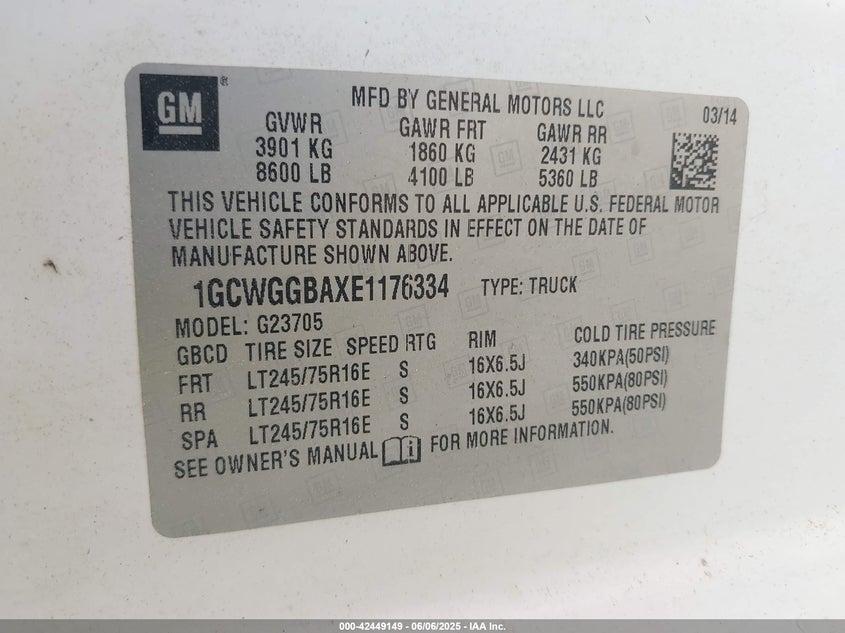 GM ®
MFD BY GENERAL MOTORS LLC
03/14
GVWR GAWR FRT GAWR RR
3901 KG 1860 KG 2431 KG
8600 LB 4100 LB 5360 LB
THIS VEHICLE CONFORMS TO ALL APPLICABLE U.S. FEDERAL MOTOR
VEHICLE SAFETY STANDARDS IN EFFECT ON THE DATE OF
MANUFACTURE SHOWN ABOVE.
1GCWGGBAXE1176334 TYPE: TRUCK
MODEL: G23705
GBCD TIRE SIZE SPEED RTG RIM COLD TIRE PRESSURE
FRT LT245/75R16E S 16X6.5J 340KPA(50PSI)
RR LT245/75R16E S 16X6.5J 550KPA(80PSI)
SPA LT245/75R16E S 16X6.5J 550KPA(80PSI)
SEE OWNER'S MANUAL i FOR MORE INFORMATION.
000-42449149 - 06/06/2025 - IAA Inc.